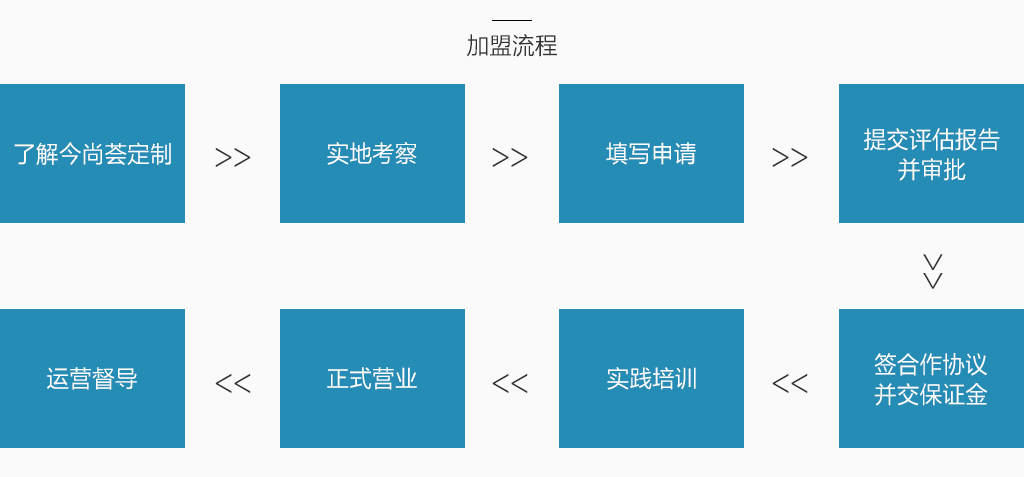 加盟流程
了解今尚荟定制
>>
实地考察
>>
填写申请
>>
提交评估报告
并审批
>>
签合作协议
并交保证金
<<
实践培训
<<
正式营业
<<
运营督导